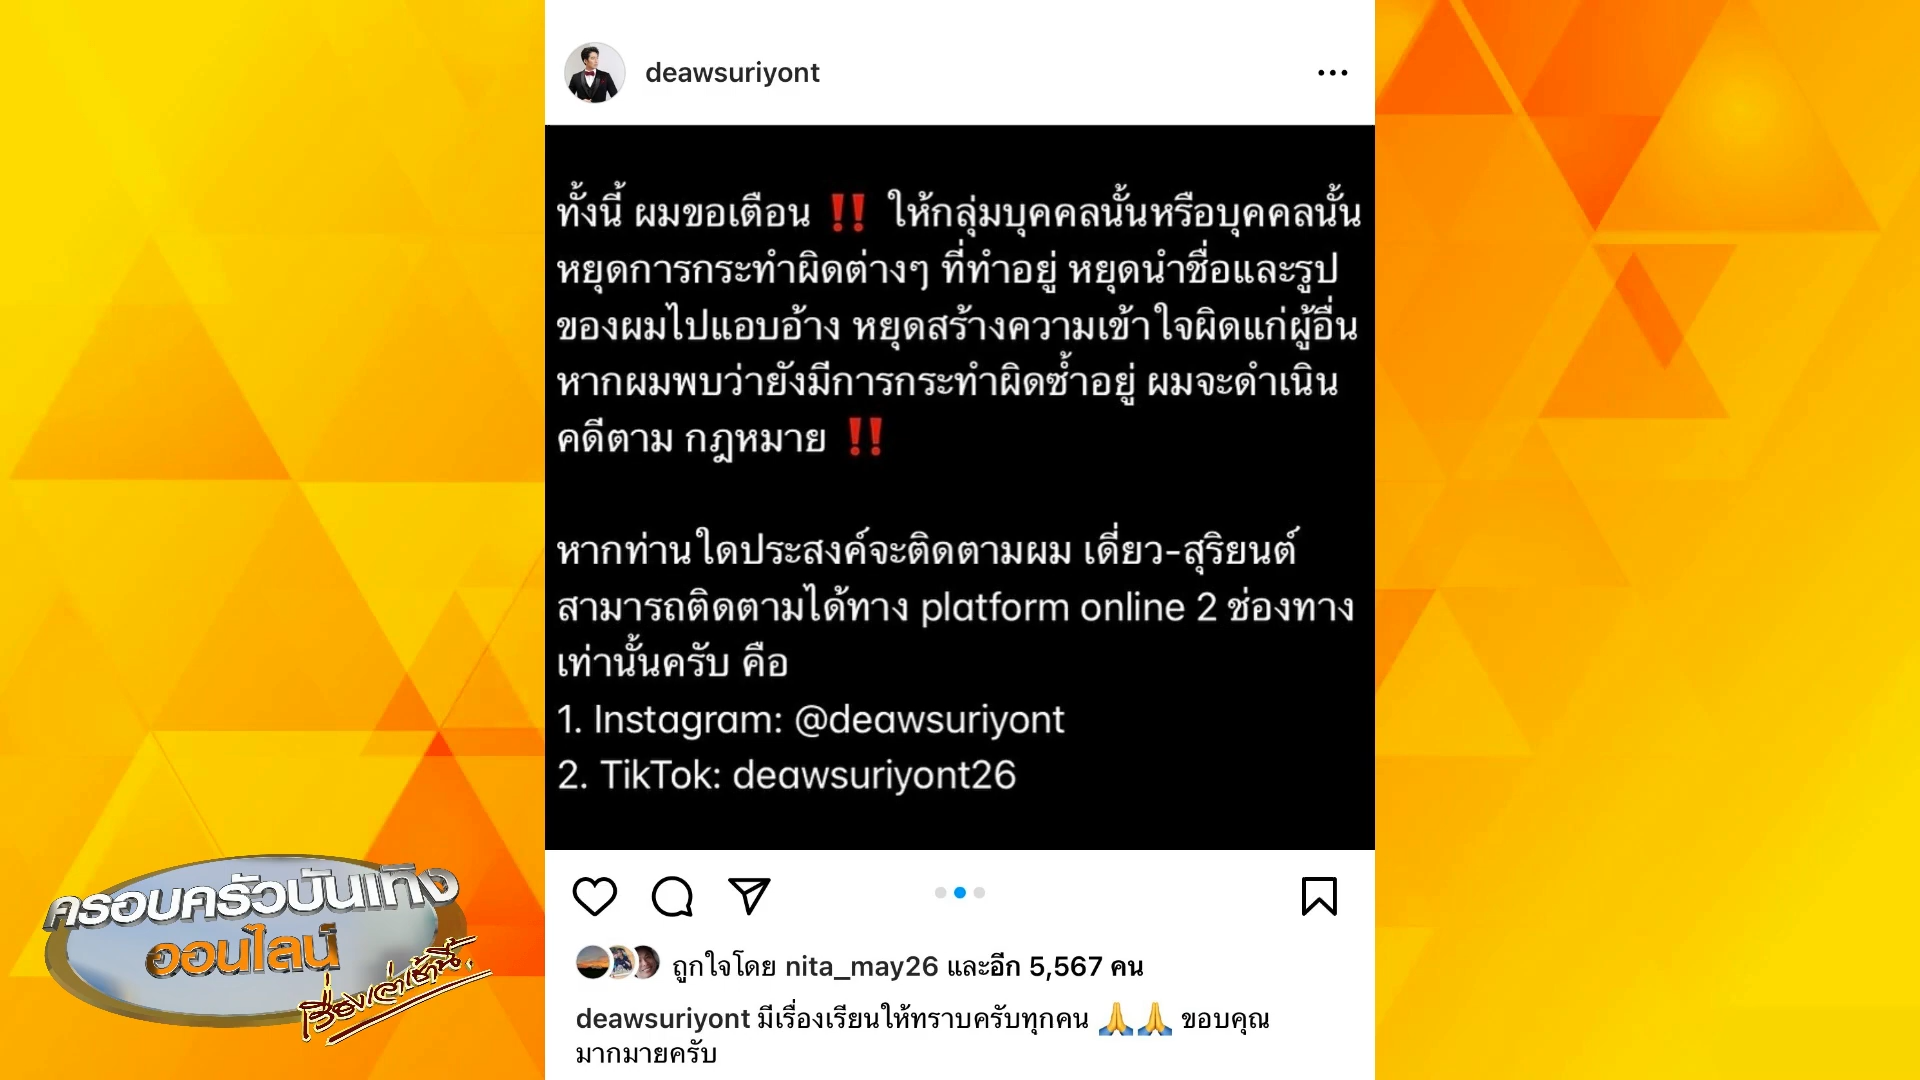 deawsuriyont
ทั้งนี้ ผมขอเตือน ‼️ ให้กลุ่มบุคคลนั้นหรือบุคคลนั้น
หยุดการกระทำผิดต่างๆ ที่ทำอยู่ หยุดนำชื่อและรูป
ของผมไปแอบอ้าง หยุดสร้างความเข้าใจผิดแก่ผู้อื่น
หากผมพบว่ายังมีการกระทำผิดซ้ำอยู่ ผมจะดำเนิน
คดีตาม กฎหมาย ‼️
หากท่านใดประสงค์จะติดตามผม เดี่ยว-สุริยนต์
สามารถติดตามได้ทาง platform online 2 ช่องทาง
เท่านั้นครับ คือ
1. Instagram: @deawsuriyont
2. TikTok: deawsuriyont26
ถูกใจโดย nita_may26 และอีก 5,567 คน
deawsuriyont มีเรื่องเรียนให้ทราบครับทุกคน 🙏🙏 ขอบคุณ
มากมายครับ
ครอบครัวบันเทิง
ออนไลน์
เรื่องเล่าเช้านี้